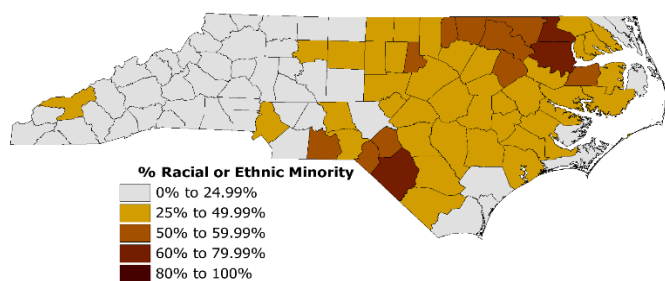 % Racial or Ethnic Minority
0% to 24.99%
25% to 49.99%
50% to 59.99%
60% to 79.99%
80% to 100%